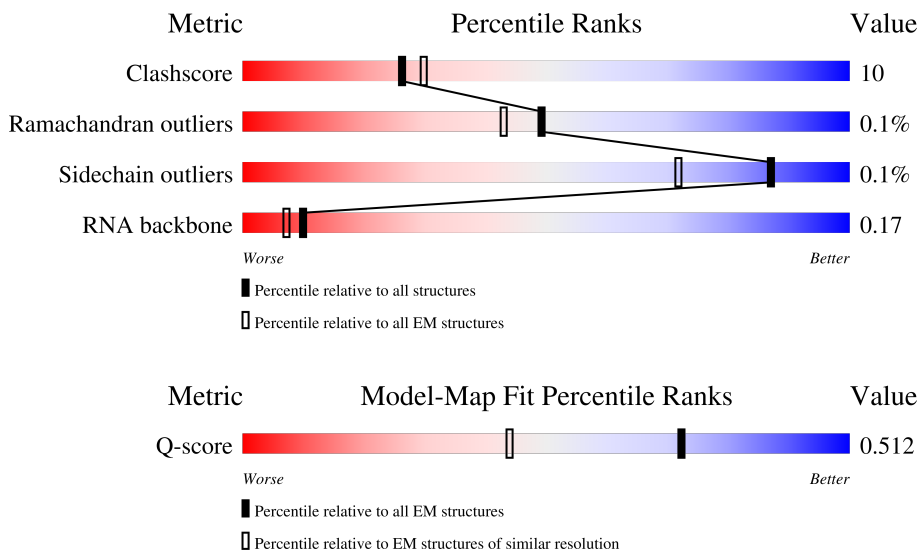 Metric Percentile Ranks Value
Clashscore 10
Ramachandran outliers 0.1%
Sidechain outliers 0.1%
RNA backbone 0.17
Worse Better
Percentile relative to all structures
Percentile relative to all EM structures
Metric Model-Map Fit Percentile Ranks Value
Q-score 0.512
Worse Better
Percentile relative to all EM structures
Percentile relative to EM structures of similar resolution